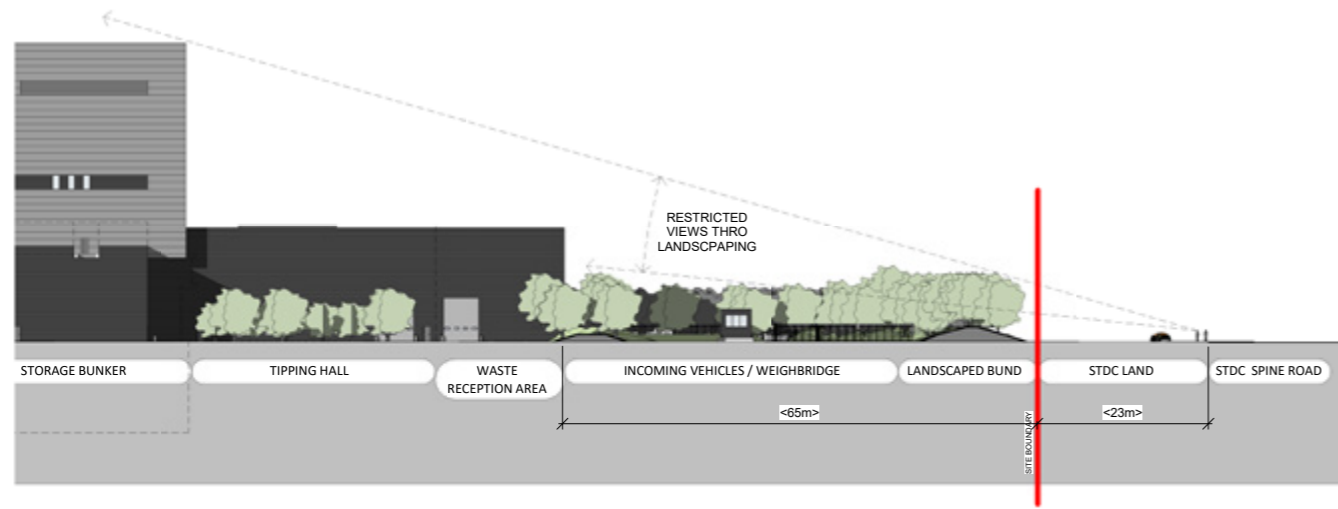 RESTRICTED
VIEWS THRO
LANDSCPAPING
STORAGE BUNKER
TIPPING HALL
WASTE
RECEPTION AREA
INCOMING VEHICLES / WEIGHBRIDGE
LANDSCAPED BUND
STDC LAND
STDC SPINE ROAD
<65m>
<23m>
SITE BOUNDARY